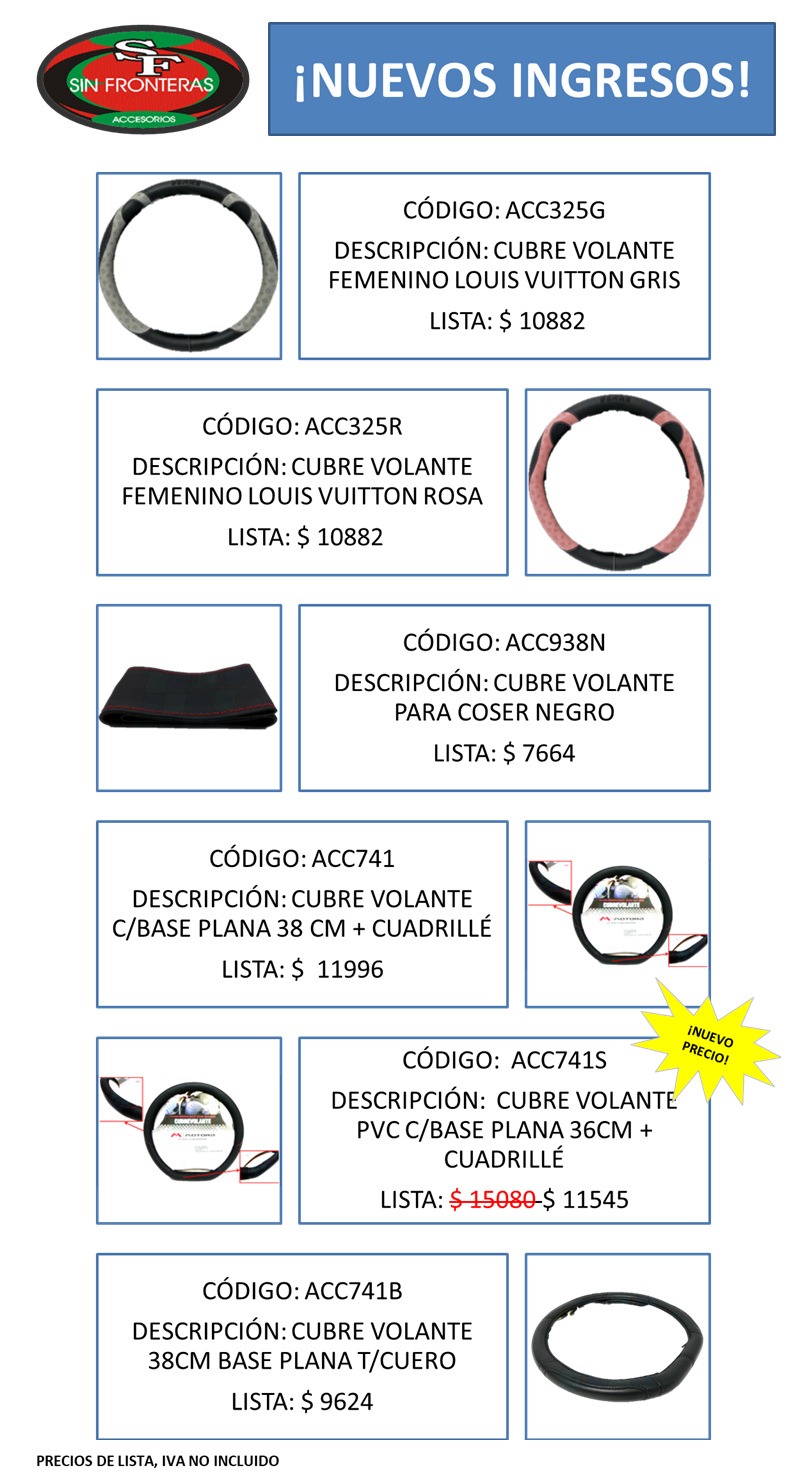 SF
SIN FRONTERAS
ACCESORIOS
¡NUEVOS INGRESOS!
CÓDIGO: ACC325G
DESCRIPCIÓN: CUBRE VOLANTE
FEMENINO LOUIS VUITTON GRIS
LISTA: $ 10882
CÓDIGO: ACC325R
DESCRIPCIÓN: CUBRE VOLANTE
FEMENINO LOUIS VUITTON ROSA
LISTA: $ 10882
CÓDIGO: ACC938N
DESCRIPCIÓN: CUBRE VOLANTE
PARA COSER NEGRO
LISTA: $ 7664
CÓDIGO: ACC741
DESCRIPCIÓN: CUBRE VOLANTE
C/BASE PLANA 38 CM + CUADRILLÉ
LISTA: $  11996
CUBREVOLANTE
¡NUEVO
PRECIO!
CÓDIGO:  ACC741S
DESCRIPCIÓN:  CUBRE VOLANTE
PVC C/BASE PLANA 36CM +
CUADRILLÉ
LISTA: $ 15080 $ 11545
CUBREVOLANTE
CÓDIGO: ACC741B
DESCRIPCIÓN: CUBRE VOLANTE
38CM BASE PLANA T/CUERO
LISTA: $ 9624
PRECIOS DE LISTA, IVA NO INCLUIDO